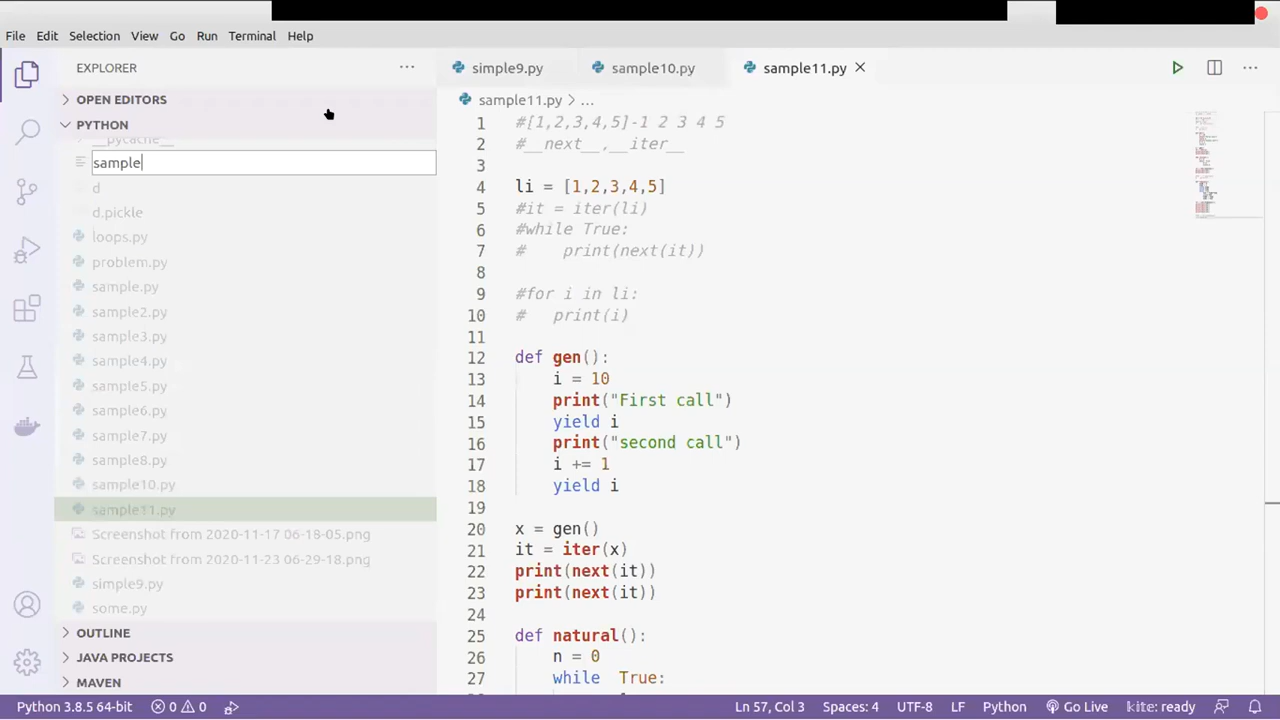 File Edit Selection View Go Run Terminal Help
EXPLORER
simple9.py sample10.py sample11.py
OPEN EDITORS
sample11.py > ...
PYTHON
__pycache__
sample
d
d.pickle
loops.py
problem.py
sample.py
sample2.py
sample3.py
sample4.py
sample5.py
sample6.py
sample7.py
sample8.py
sample10.py
sample11.py
Screenshot from 2020-11-17 06-18-05.png
Screenshot from 2020-11-23 06-29-18.png
simple9.py
some.py
OUTLINE
JAVA PROJECTS
MAVEN
1 #[1,2,3,4,5]-1 2 3 4 5
2 #__next__,__iter__
3
4 li = [1,2,3,4,5]
5 #it = iter(li)
6 #while True:
7 #    print(next(it))
8
9 #for i in li:
10 #   print(i)
11
12 def gen():
13     i = 10
14     print("First call")
15     yield i
16     print("second call")
17     i += 1
18     yield i
19
20 x = gen()
21 it = iter(x)
22 print(next(it))
23 print(next(it))
24
25 def natural():
26     n = 0
27     while  True:
Python 3.8.5 64-bit 0 0 Ln 57, Col 3 Spaces: 4 UTF-8 LF Python Go Live kite: ready